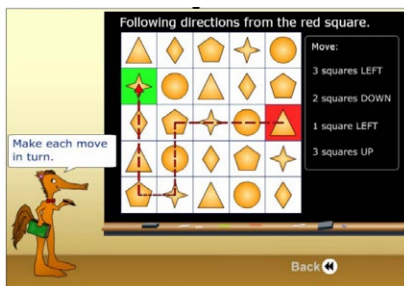 Following directions from the red square.
Move:
3 squares LEFT
2 squares DOWN
1 square LEFT
3 squares UP
Make each move
in turn.
Back